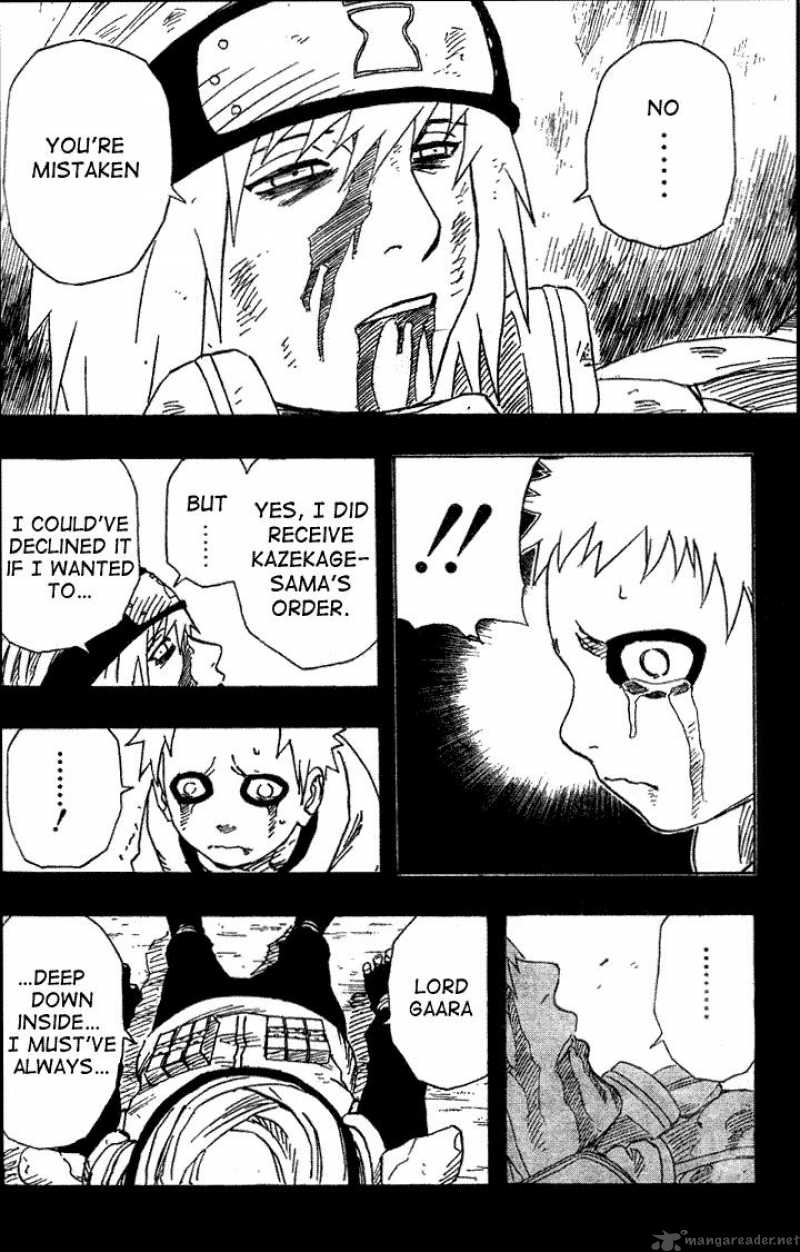 NO
......
YOU'RE
MISTAKEN
!!
YES, I DID
RECEIVE
KAZEKAGE-
SAMA'S
ORDER.
BUT
......
I COULD'VE
DECLINED IT
IF I WANTED
TO...
......!
......
LORD
GAARA
...DEEP
DOWN
INSIDE...
I MUST'VE
ALWAYS...
mangareader.net